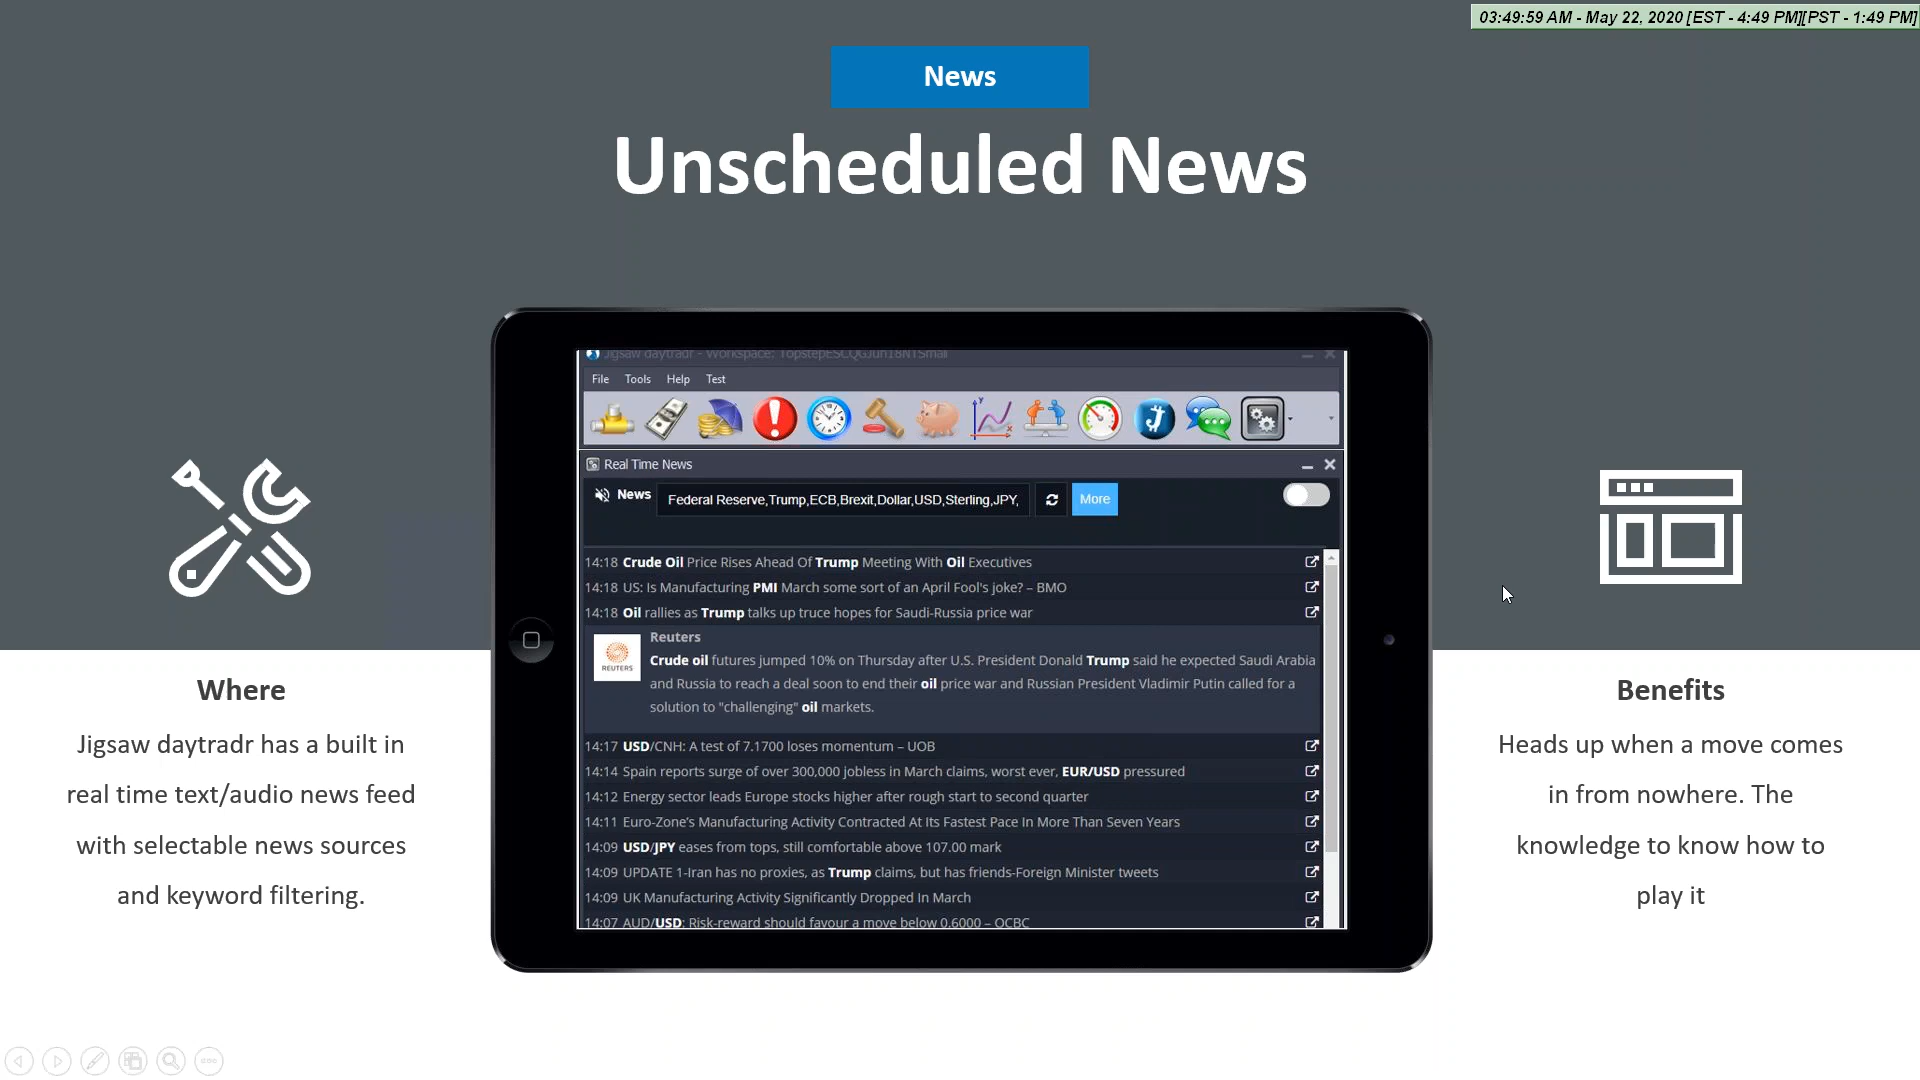 03:49:59 AM - May 22, 2020 [EST - 4:49 PM][PST - 1:49 PM]
News
Unscheduled News
Jigsaw daytradr - Workspace:
File Tools Help Test
Real Time News
News Federal Reserve,Trump,ECB,Brexit,Dollar,USD,Sterling,JPY, More
14:18 Crude Oil Price Rises Ahead Of Trump Meeting With Oil Executives
14:18 US: Is Manufacturing PMI March some sort of an April Fool's joke? – BMO
14:18 Oil rallies as Trump talks up truce hopes for Saudi-Russia price war
Reuters
REUTERS
Crude oil futures jumped 10% on Thursday after U.S. President Donald Trump said he expected Saudi Arabia
and Russia to reach a deal soon to end their oil price war and Russian President Vladimir Putin called for a
solution to "challenging" oil markets.
14:17 USD/CNH: A test of 7.1700 loses momentum – UOB
14:14 Spain reports surge of over 300,000 jobless in March claims, worst ever, EUR/USD pressured
14:12 Energy sector leads Europe stocks higher after rough start to second quarter
14:11 Euro-Zone's Manufacturing Activity Contracted At Its Fastest Pace In More Than Seven Years
14:09 USD/JPY eases from tops, still comfortable above 107.00 mark
14:09 UPDATE 1-Iran has no proxies, as Trump claims, but has friends-Foreign Minister tweets
14:09 UK Manufacturing Activity Significantly Dropped In March
14:07 AUD/USD: Risk-reward should favour a move below 0.6000 – OCBC
Where
Jigsaw daytradr has a built in
real time text/audio news feed
with selectable news sources
and keyword filtering.
Benefits
Heads up when a move comes
in from nowhere. The
knowledge to know how to
play it